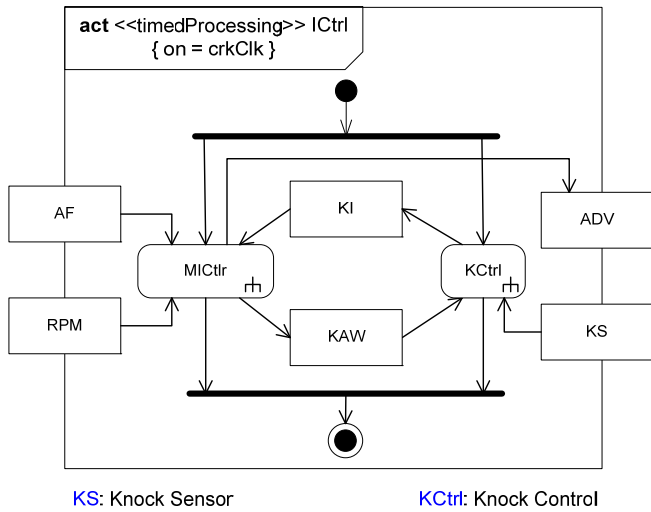 act <<timedProcessing>> ICtrl
{ on = crkClk }
AF
KI
ADV
MICtlr
KCtrl
RPM
KAW
KS
KS: Knock Sensor
KCtrl: Knock Control